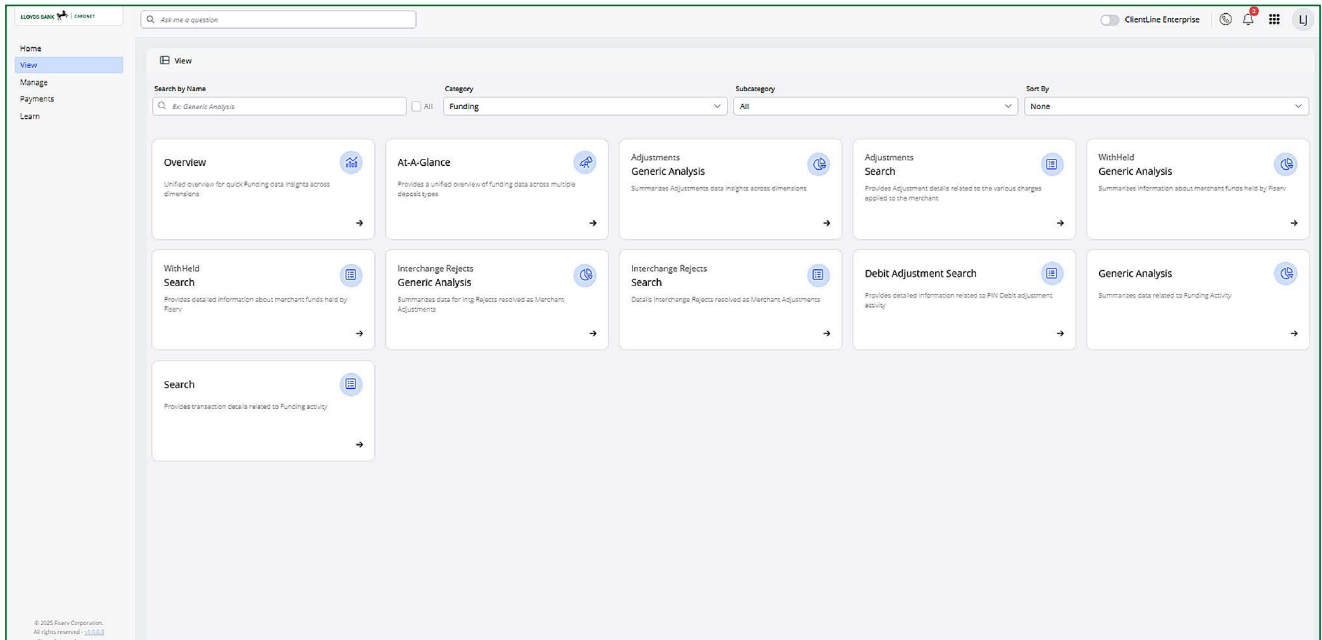 LLOYDS BANK | CARDNET
Ask me a question
ClientLine Enterprise
2
LJ
Home
View
Manage
Payments
Learn
View
Search by Name
Category
Subcategory
Sort By
Ex: Generic Analysis
All
Funding
All
None
Overview
Unified overview for quick Funding data insights across
dimensions
At-A-Glance
Provides a unified overview of funding data across multiple
deposit types
Adjustments
Generic Analysis
Summarizes Adjustments data insights across dimensions
Adjustments
Search
Provides Adjustment details related to the various charges
applied to the merchant
WithHeld
Generic Analysis
Summarizes information about merchant funds held by Fiserv
WithHeld
Search
Provides detailed information about merchant funds held by
Fiserv
Interchange Rejects
Generic Analysis
Summarizes data for Intg Rejects resolved as Merchant
Adjustments
Interchange Rejects
Search
Details Interchange Rejects resolved as Merchant Adjustments
Debit Adjustment Search
Provides detailed information related to PIN Debit adjustment
activity
Generic Analysis
Summarizes data related to Funding Activity
Search
Provides transaction details related to Funding activity
© 2025 Fiserv Corporation.
All rights reserved -